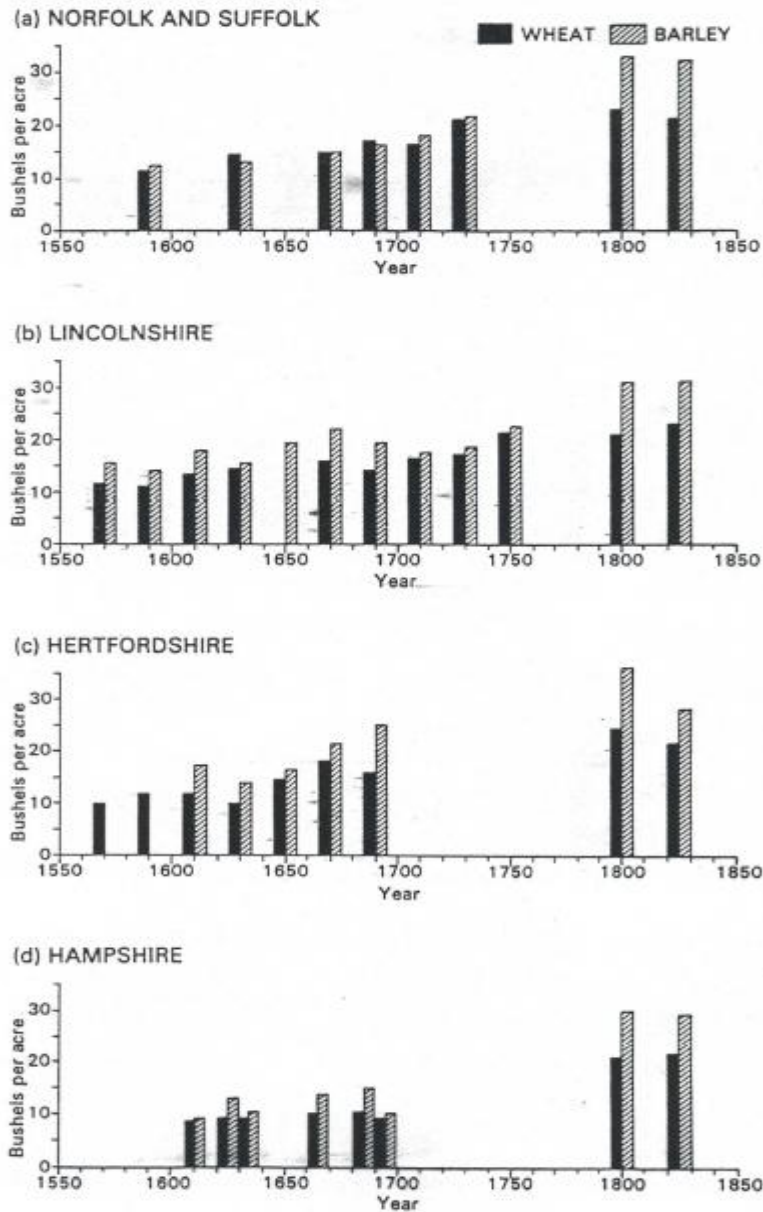 (a) NORFOLK AND SUFFOLK
WHEAT BARLEY
Bushels per acre
30
20
10
0
1550 1600 1650 1700 1750 1800 1850
Year
(b) LINCOLNSHIRE
Bushels per acre
30
20
10
0
1550 1600 1650 1700 1750 1800 1850
Year
(c) HERTFORDSHIRE
Bushels per acre
30
20
10
0
1550 1600 1650 1700 1750 1800 1850
Year
(d) HAMPSHIRE
Bushels per acre
30
20
10
0
1550 1600 1650 1700 1750 1800 1850
Year